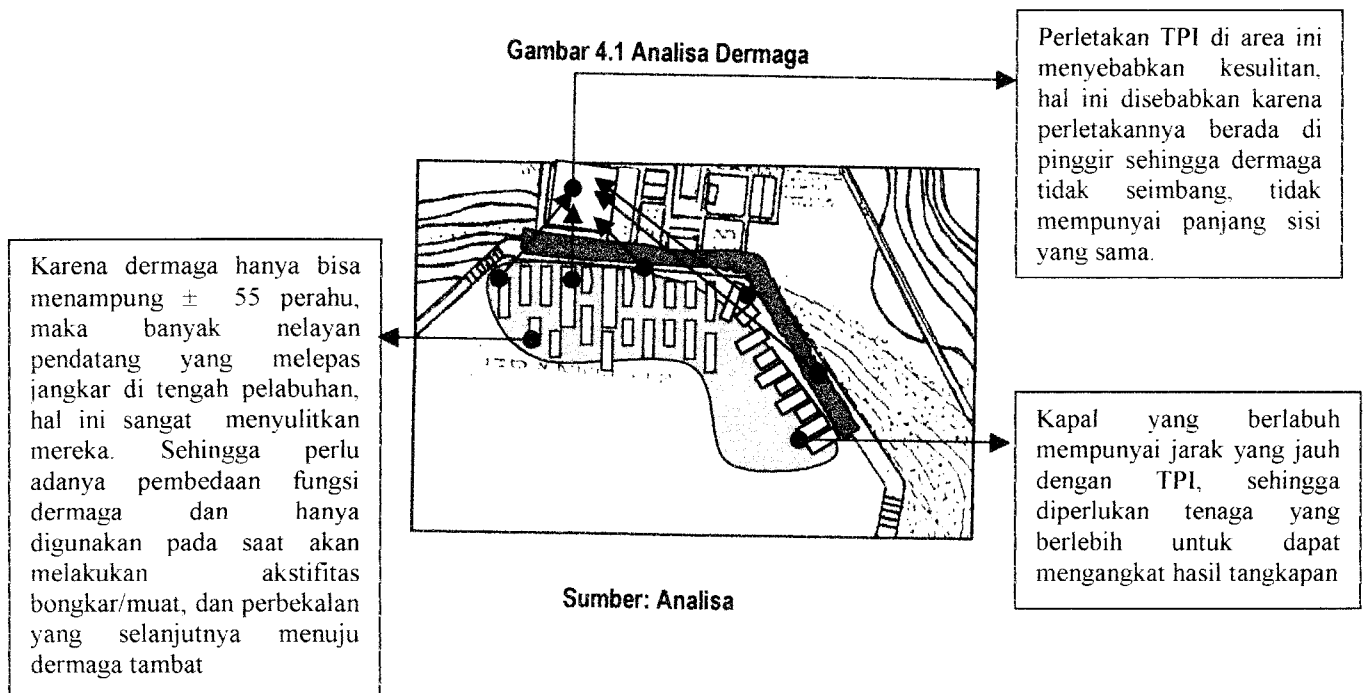 Gambar 4.1 Analisa Dermaga
Perletakan TPI di area ini
menyebabkan kesulitan,
hal ini disebabkan karena
perletakannya berada di
pinggir sehingga dermaga
tidak seimbang, tidak
mempunyai panjang sisi
yang sama.
Karena dermaga hanya bisa
menampung ± 55 perahu,
maka banyak nelayan
pendatang yang melepas
jangkar di tengah pelabuhan,
hal ini sangat menyulitkan
mereka. Sehingga perlu
adanya pembedaan fungsi
dermaga dan hanya
digunakan pada saat akan
melakukan akstifitas
bongkar/muat, dan perbekalan
yang selanjutnya menuju
dermaga tambat
Kapal yang berlabuh
mempunyai jarak yang jauh
dengan TPI, sehingga
diperlukan tenaga yang
berlebih untuk dapat
mengangkat hasil tangkapan
Sumber: Analisa